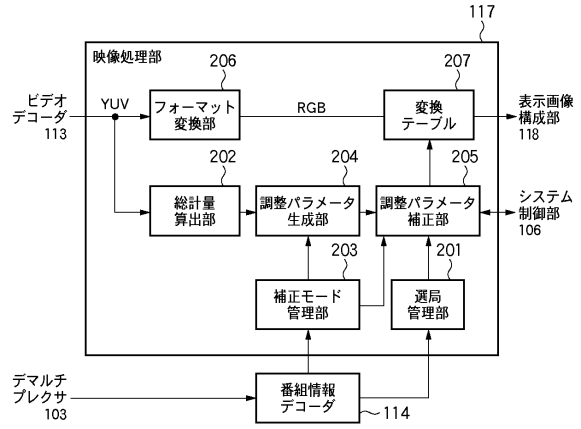 117
映像処理部
206
207
ビデオ
デコーダ
113
YUV
フォーマット
変換部
RGB
変換
テーブル
表示画像
構成部
118
202
204
205
総計量
算出部
調整パラメータ
生成部
調整パラメータ
補正部
システム
制御部
106
203
201
補正モード
管理部
選局
管理部
デマルチ
プレクサ
103
番組情報
デコーダ
114